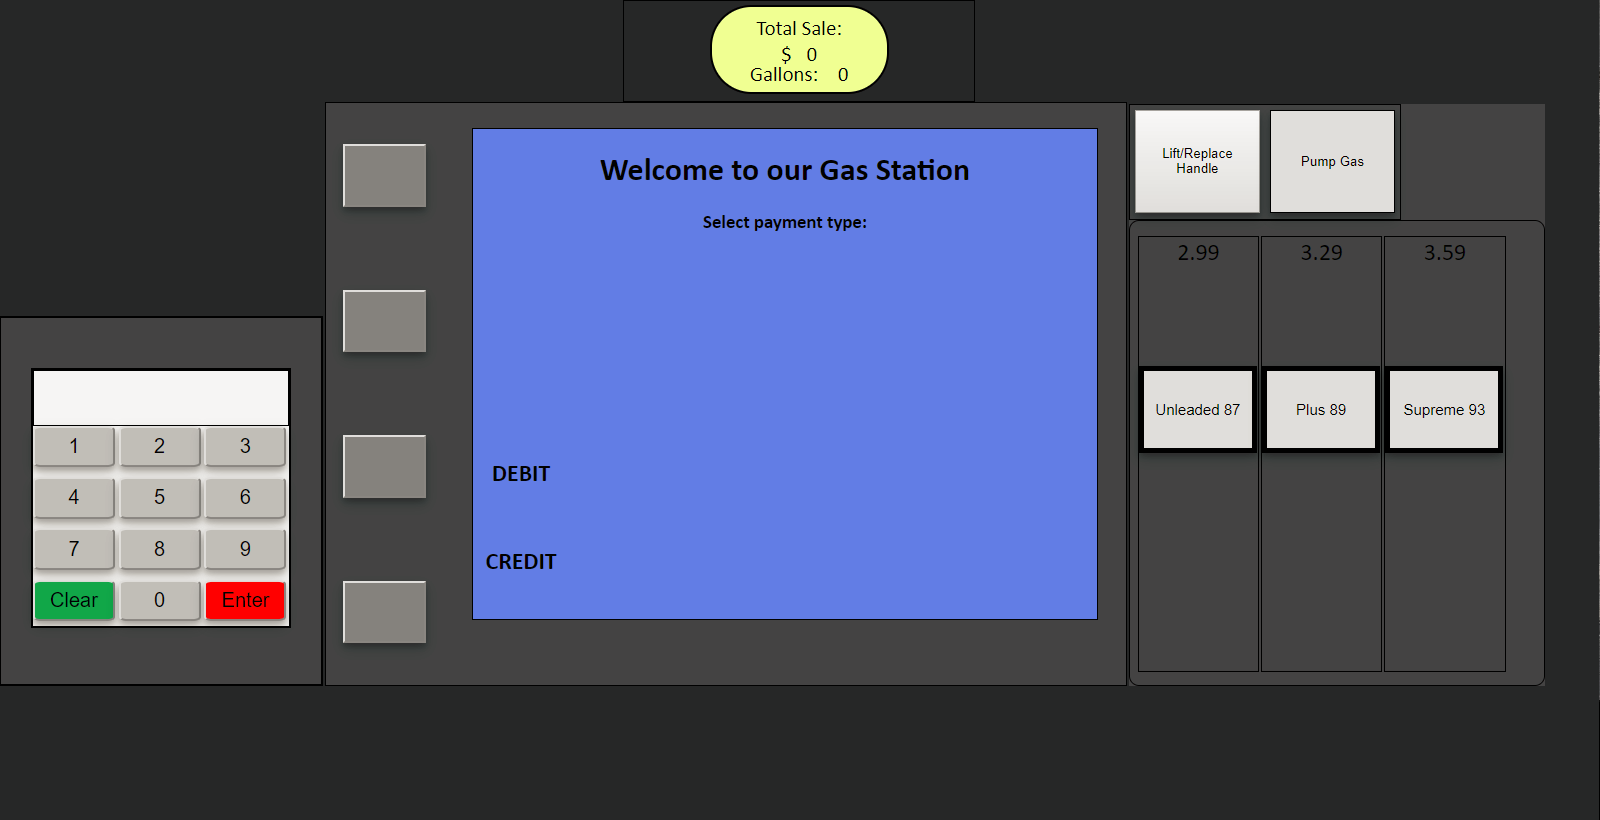 Total Sale:
$ 0
Gallons: 0
Welcome to our Gas Station
Select payment type:
DEBIT
CREDIT
1 2 3
4 5 6
7 8 9
Clear 0 Enter
Lift/Replace
Handle
Pump Gas
2.99 3.29 3.59
Unleaded 87 Plus 89 Supreme 93